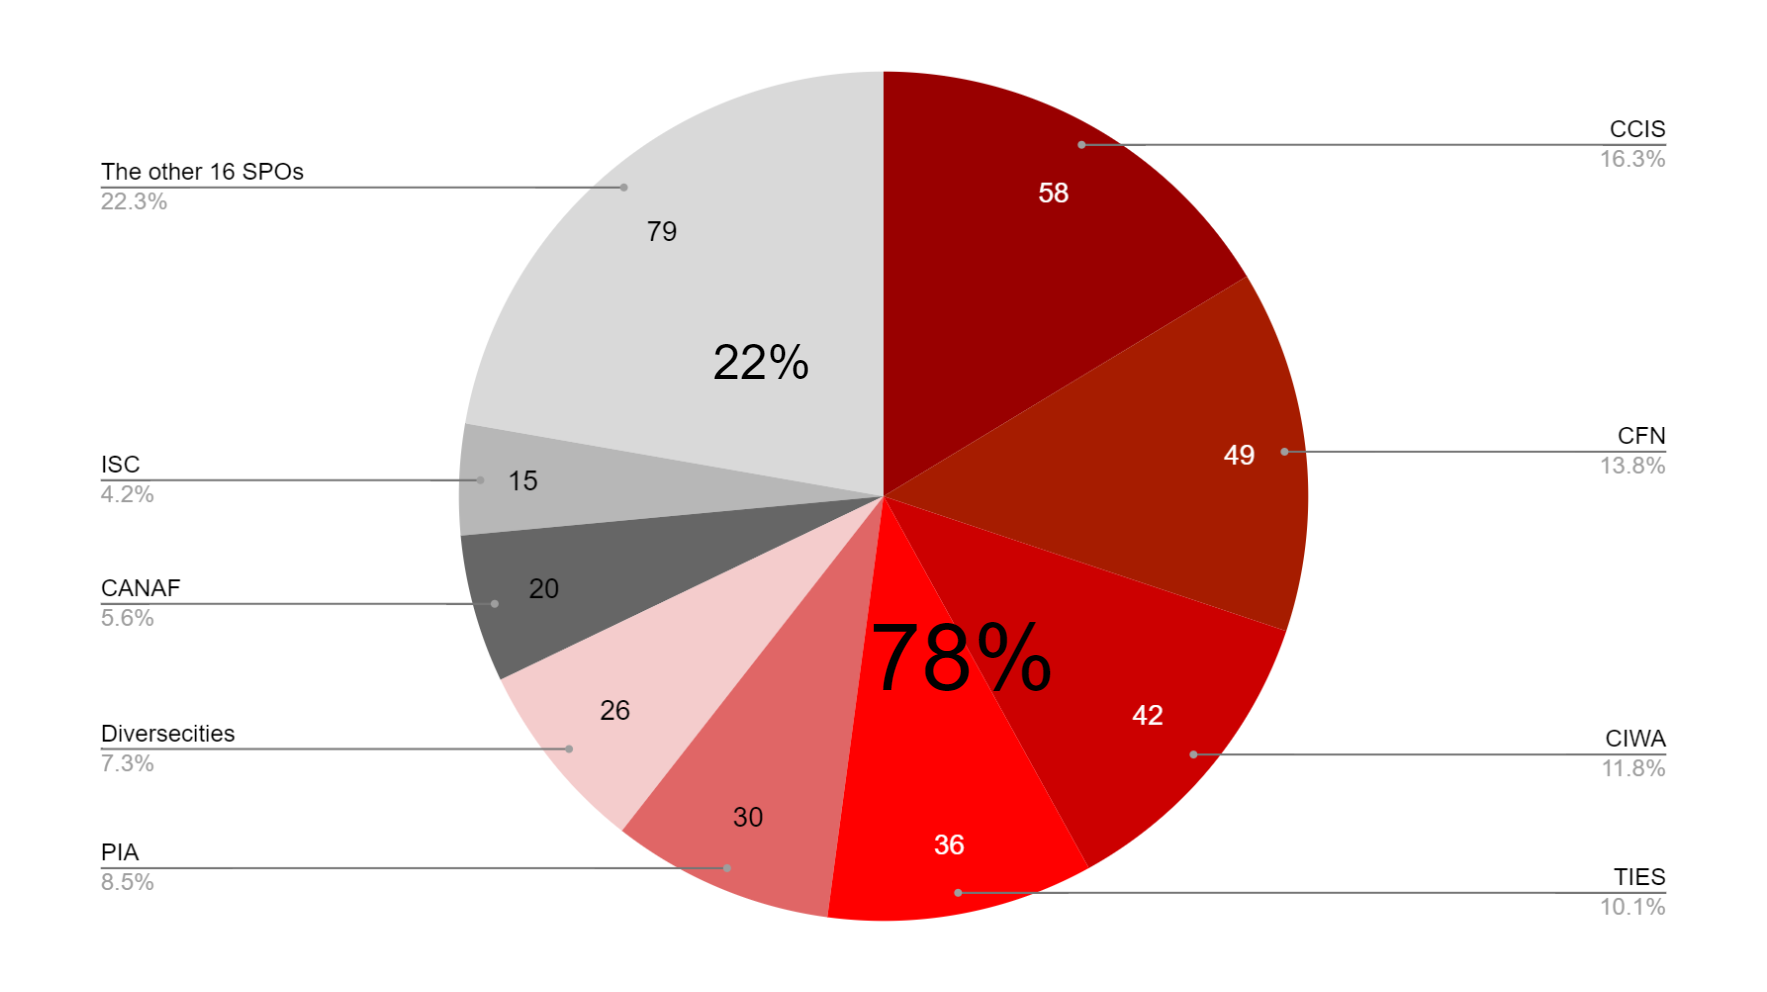 CCIS
16.3%
58
CFN
13.8%
49
CIWA
11.8%
42
TIES
10.1%
36
PIA
8.5%
30
Diversecities
7.3%
26
CANAF
5.6%
20
ISC
4.2%
15
The other 16 SPOs
22.3%
79
22%
78%